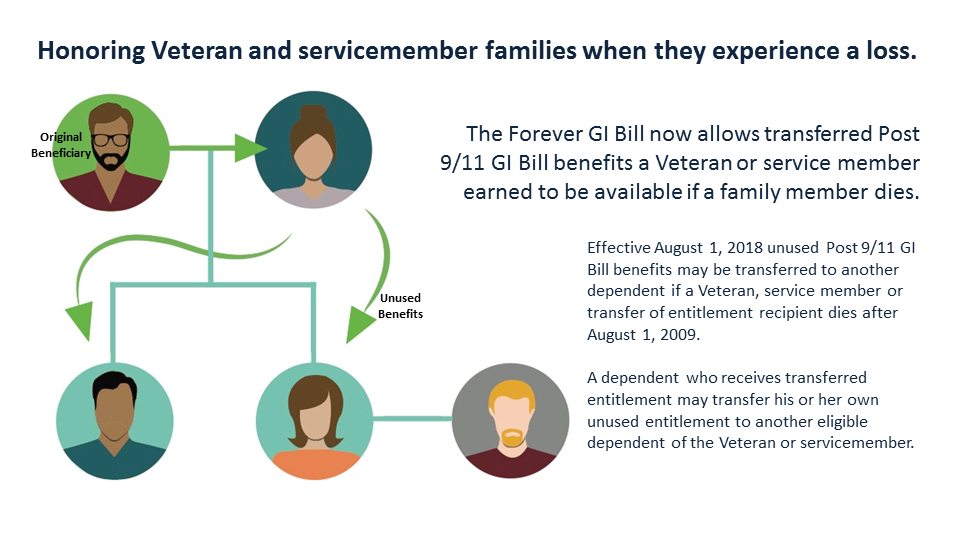 Honoring Veteran and servicemember families when they experience a loss.
Original
Beneficiary
The Forever GI Bill now allows transferred Post
9/11 GI Bill benefits a Veteran or service member
earned to be available if a family member dies.
Effective August 1, 2018 unused Post 9/11 GI
Bill benefits may be transferred to another
dependent if a Veteran, service member or
transfer of entitlement recipient dies after
August 1, 2009.
Unused
Benefits
A dependent who receives transferred
entitlement may transfer his or her own
unused entitlement to another eligible
dependent of the Veteran or servicemember.